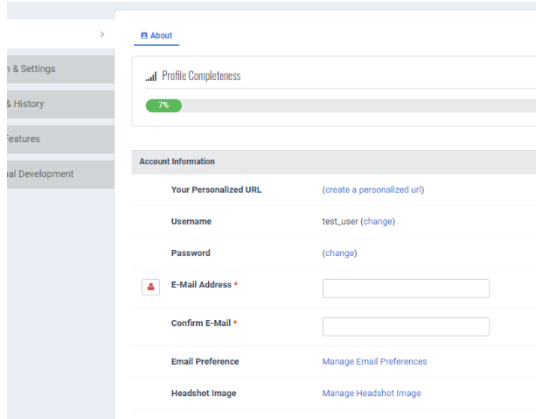 About
& Settings
Profile Completeness
7%
& History
Features
Development
Account Information
Your Personalized URL (create a personalized url)
Username test_user (change)
Password (change)
E-Mail Address *
Confirm E-Mail *
Email Preference Manage Email Preferences
Headshot Image Manage Headshot Image